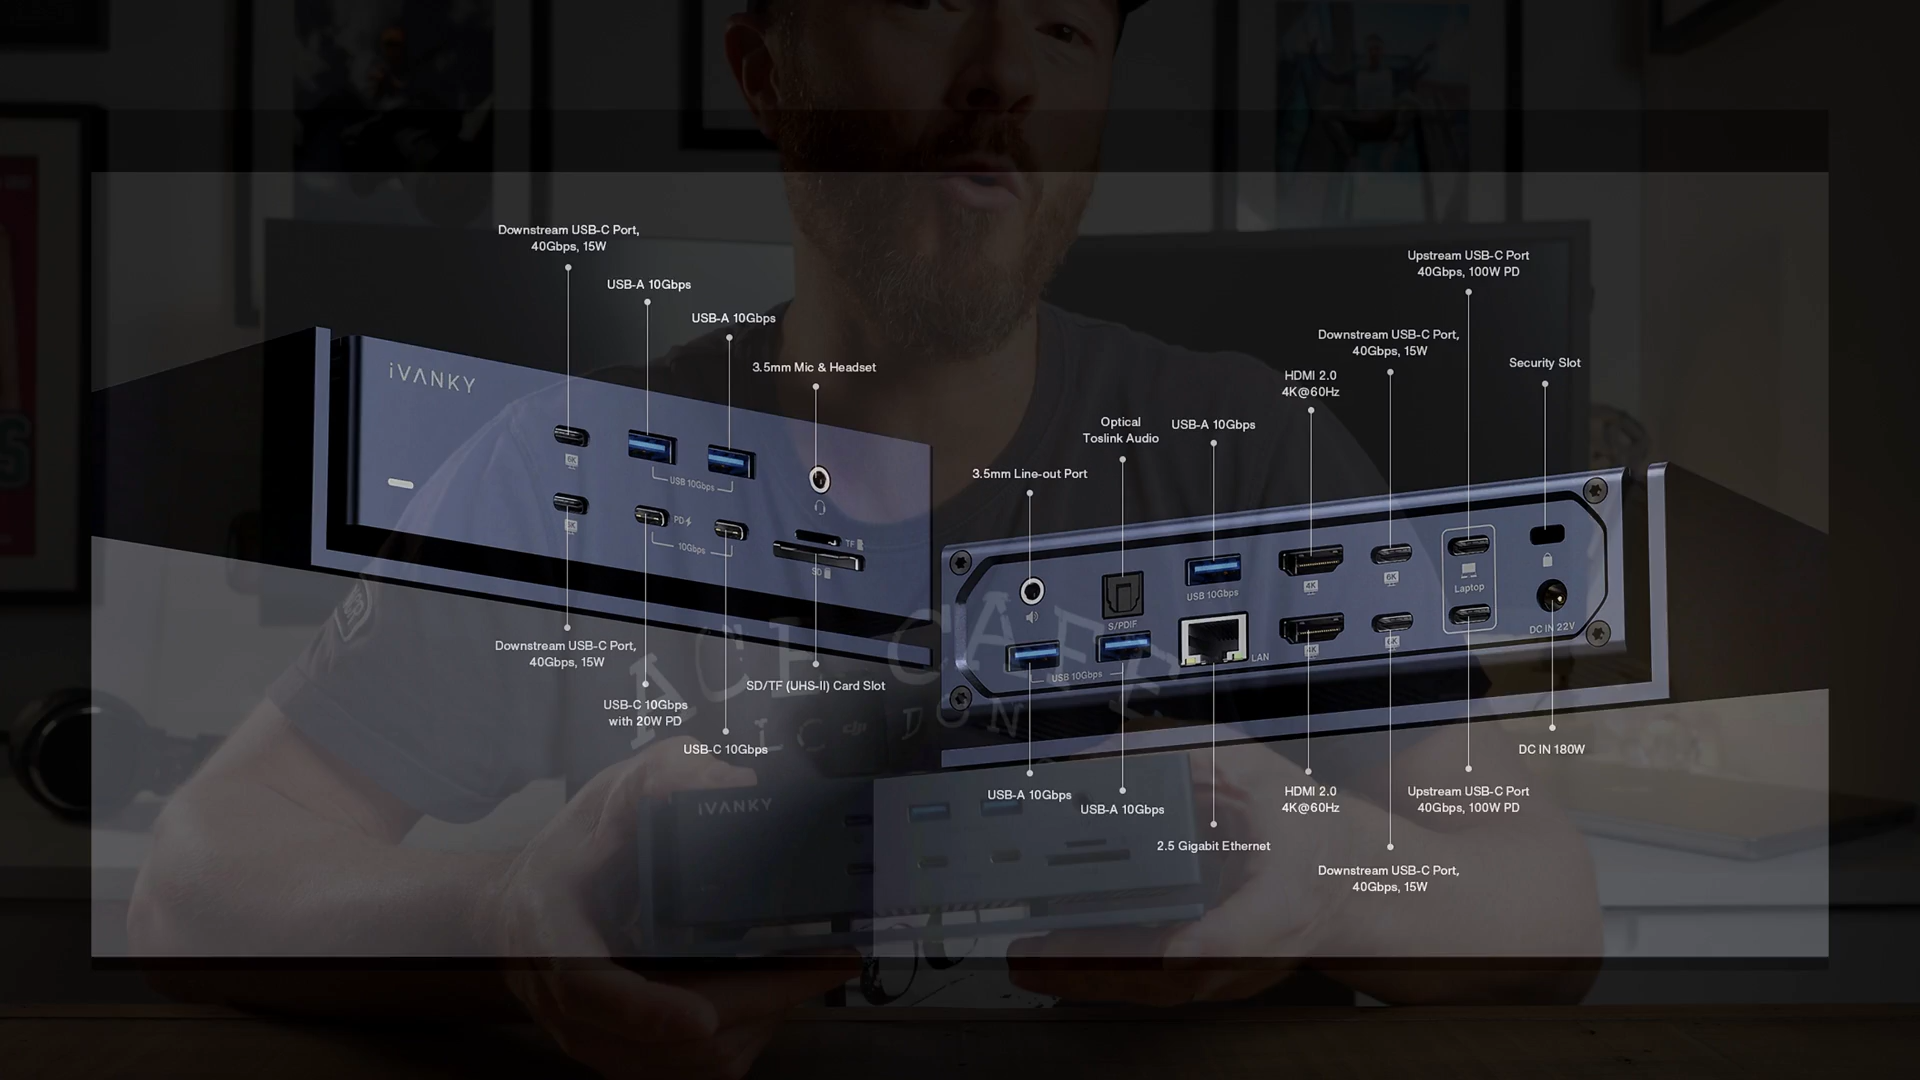 Downstream USB-C Port,
40Gbps, 15W
USB-A 10Gbps
USB-A 10Gbps
3.5mm Mic & Headset
iVANKY
6K
USB 10Gbps
6K
PD
10Gbps
TF
SD
Downstream USB-C Port,
40Gbps, 15W
USB-C 10Gbps
with 20W PD
USB-C 10Gbps
SD/TF (UHS-II) Card Slot
Upstream USB-C Port
40Gbps, 100W PD
Downstream USB-C Port,
40Gbps, 15W
Security Slot
HDMI 2.0
4K@60Hz
Optical
Toslink Audio
USB-A 10Gbps
3.5mm Line-out Port
USB 10Gbps
4K
6K
Laptop
S/PDIF
DC IN 22V
LAN
4K
6K
USB 10Gbps
USB-A 10Gbps
USB-A 10Gbps
2.5 Gigabit Ethernet
HDMI 2.0
4K@60Hz
Downstream USB-C Port,
40Gbps, 15W
Upstream USB-C Port
40Gbps, 100W PD
DC IN 180W
iVANKY
dji